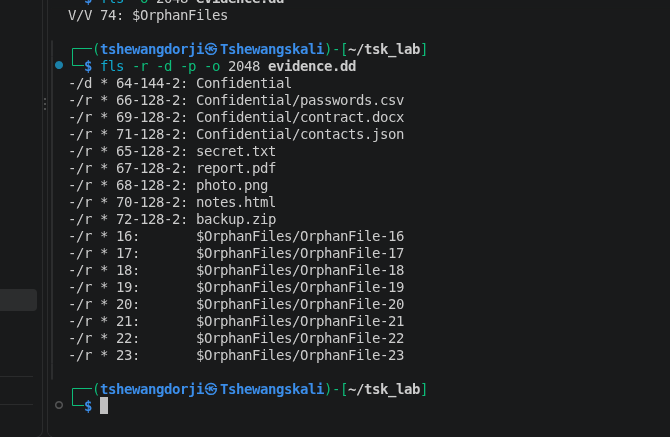 fls -o 2048 evidence.dd
V/V 74: $OrphanFiles
┌──(tshewangdorji㉿Tshewangskali)-[~/tsk_lab]
└─$ fls -r -d -p -o 2048 evidence.dd
-/d * 64-144-2: Confidential
-/r * 66-128-2: Confidential/passwords.csv
-/r * 69-128-2: Confidential/contract.docx
-/r * 71-128-2: Confidential/contacts.json
-/r * 65-128-2: secret.txt
-/r * 67-128-2: report.pdf
-/r * 68-128-2: photo.png
-/r * 70-128-2: notes.html
-/r * 72-128-2: backup.zip
-/r * 16:       $OrphanFiles/OrphanFile-16
-/r * 17:       $OrphanFiles/OrphanFile-17
-/r * 18:       $OrphanFiles/OrphanFile-18
-/r * 19:       $OrphanFiles/OrphanFile-19
-/r * 20:       $OrphanFiles/OrphanFile-20
-/r * 21:       $OrphanFiles/OrphanFile-21
-/r * 22:       $OrphanFiles/OrphanFile-22
-/r * 23:       $OrphanFiles/OrphanFile-23
┌──(tshewangdorji㉿Tshewangskali)-[~/tsk_lab]
└─$